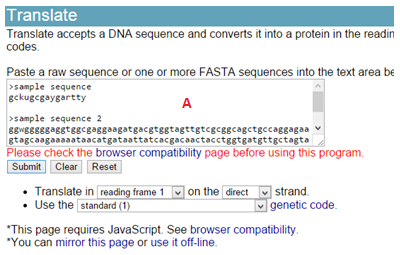 Translate
Translate accepts a DNA sequence and converts it into a protein in the readin
codes.
Paste a raw sequence or one or more FASTA sequences into the text area be
>sample sequence
gckugcgaygartty
A
>sample sequence 2
ggwgggggaggtggcgaggaagatgacgtggtagttgtcgcggcagctgccaggagaa
gtagcaagaaaaataacatgataattatcacgacaactacctggtgatgttgctagta
Please check the browser compatibility page before using this program.
Submit Clear Reset
Translate in reading frame 1 on the direct strand.
Use the standard (1) genetic code.
*This page requires JavaScript. See browser compatibility.
*You can mirror this page or use it off-line.